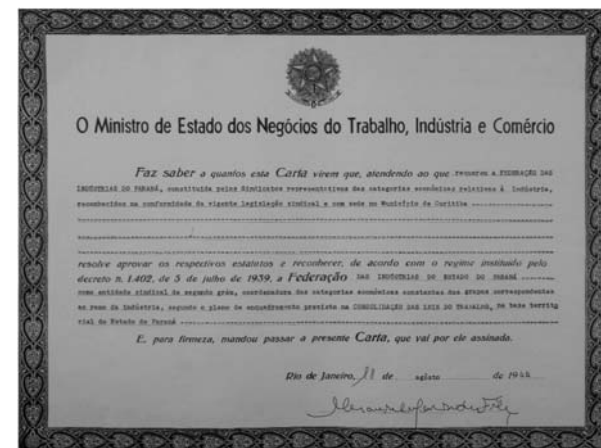 O Ministro de Estado dos Negócios do Trabalho, Indústria e Comércio
Faz saber a quantos esta Carta virem que, atendendo ao que requereu a FEDERAÇÃO DAS
INDÚSTRIAS DO PARANÁ, constituída pelos Sindicatos representativos das categorias econômicas relativas à indústria,
reconhecidos na conformidade da vigente legislação sindical e com sede no Município de Curitiba
resolve aprovar os respectivos estatutos e reconhecer, de acordo com o regime instituído pelo
decreto n. 1.402, de 5 de julho de 1939, a Federação DAS INDÚSTRIAS DO ESTADO DO PARANÁ
como entidade sindical de segundo gráu, coordenadora das categorias econômicas constantes dos grupos correspondentes
ao ramo da indústria, segundo o plano de enquadramento previsto na CONSOLIDAÇÃO DAS LEIS DO TRABALHO, na base territo
rial do Estado do Paraná
E, para firmeza, mandou passar a presente Carta, que vai por ele assinada.
Rio de Janeiro, de agôsto de 1944